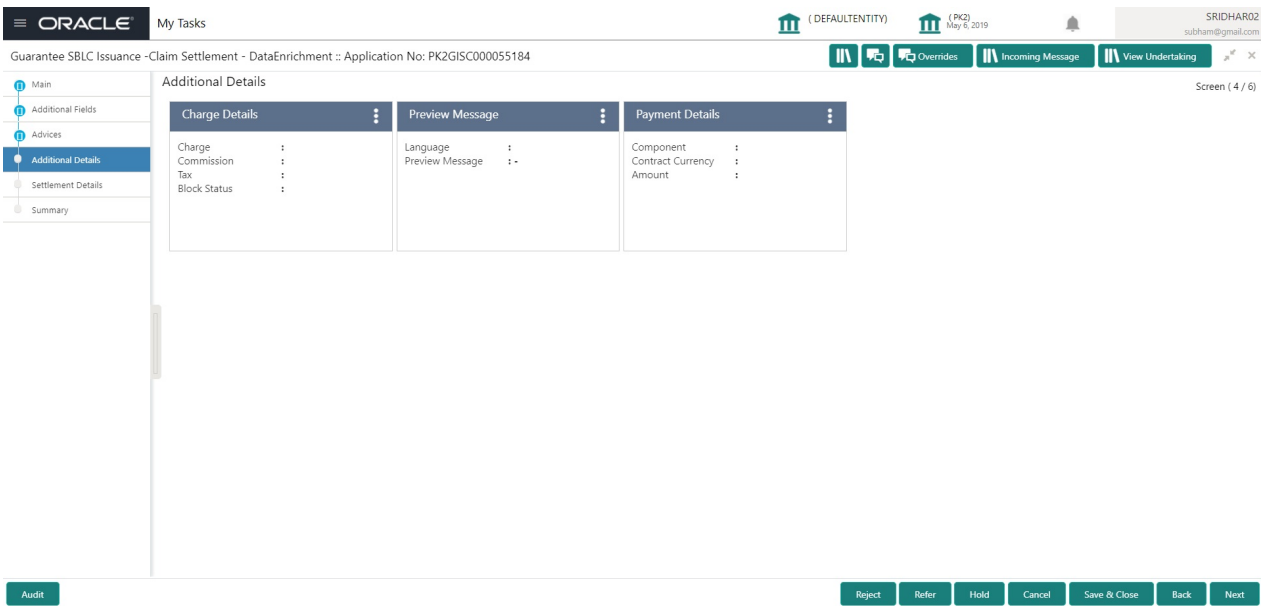 ORACLE®
My Tasks
( DEFAULTENTITY)
( PK2)
May 6, 2019
SRIDHAR02
subham@gmail.com
Guarantee SBLC Issuance -Claim Settlement - DataEnrichment :: Application No: PK2GISC000055184
Overrides
Incoming Message
View Undertaking
Main
Additional Fields
Advices
Additional Details
Settlement Details
Summary
Additional Details
Screen ( 4 / 6)
Charge Details
Charge :
Commission :
Tax :
Block Status :
Preview Message
Language :
Preview Message : -
Payment Details
Component :
Contract Currency :
Amount :
Audit
Reject
Refer
Hold
Cancel
Save & Close
Back
Next